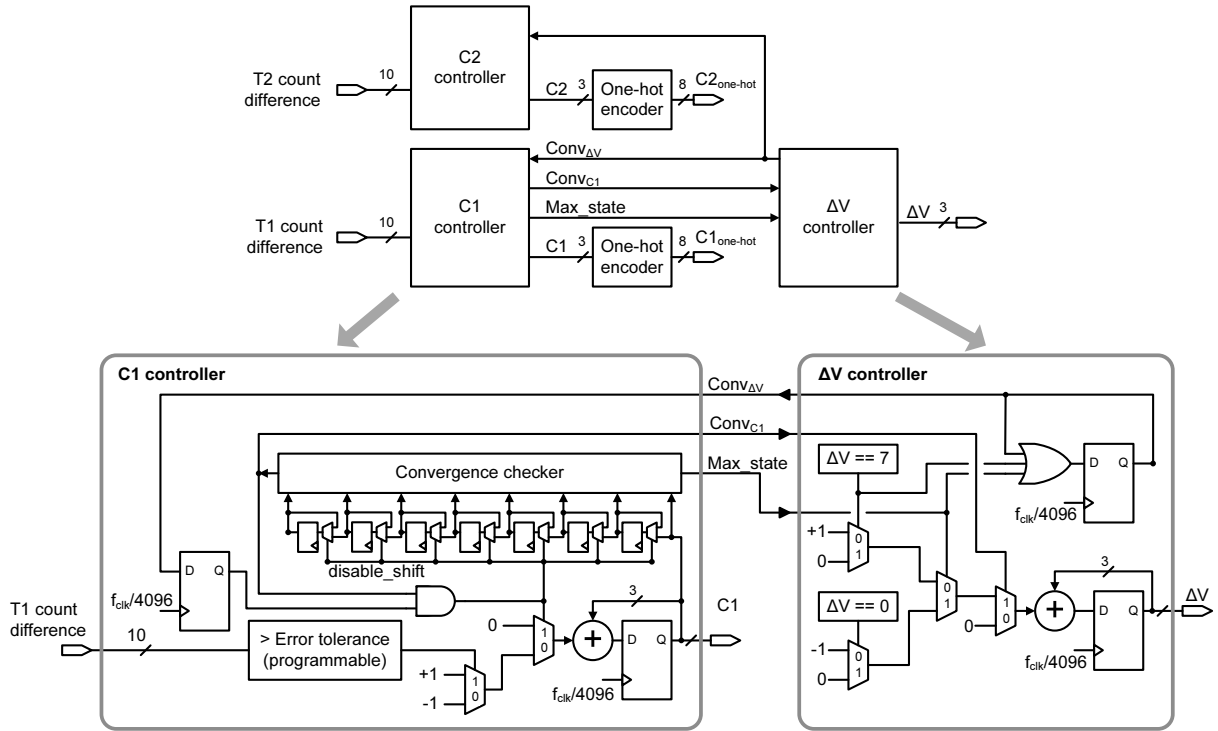 T2 count
difference
10
C2
controller
C2
3
One-hot
encoder
8
C2one-hot
T1 count
difference
10
C1
controller
ConvΔV
ConvC1
Max_state
C1
3
One-hot
encoder
8
C1one-hot
ΔV
controller
ΔV
3
C1 controller
ConvΔV
ConvC1
Max_state
Convergence checker
disable_shift
D
Q
fclk/4096
T1 count
difference
10
> Error tolerance
(programmable)
+1
-1
1
0
0
1
0
+
3
D
Q
fclk/4096
C1
ΔV controller
ΔV == 7
+1
0
0
1
ΔV == 0
-1
0
0
1
0
1
1
0
0
+
3
D
Q
fclk/4096
D
Q
fclk/4096
ΔV